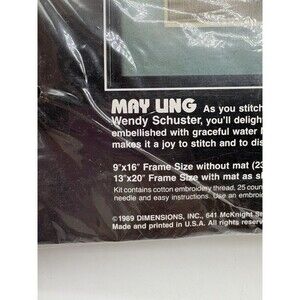 MAY LING As you stitch
Wendy Schuster, you'll delight
embellished with graceful water
makes it a joy to stitch and to dis
9"x16" Frame Size without mat (23
13"x20" Frame Size with mat as s
Kit contains cotton embroidery thread, 25 coun
needle and easy instructions. Use an embroid
©1989 DIMENSIONS, INC., 641 McKnight S
Made and printed in U.S.A. All rights reserv